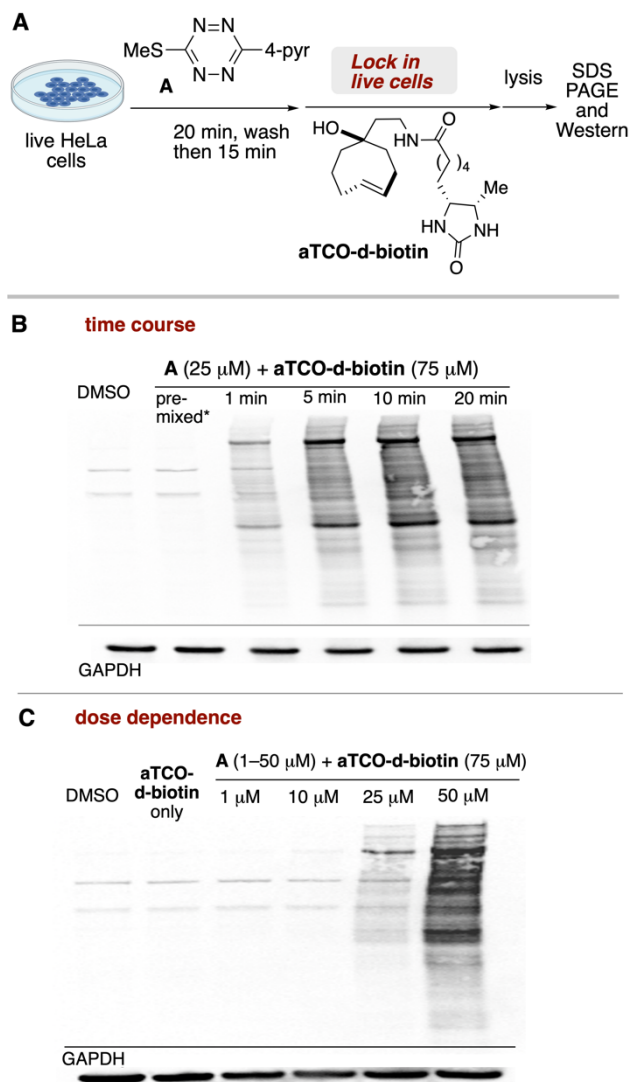 A
N=N
MeS
4-pyr
N-N
A
live HeLa
cells
20 min, wash
then 15 min
Lock in
live cells
HO
HN
O
( )4
Me
HN
NH
O
aTCO-d-biotin
lysis
SDS
PAGE
and
Western
B
time course
A (25 μM) + aTCO-d-biotin (75 μM)
DMSO
pre-
mixed*
1 min
5 min
10 min
20 min
GAPDH
C
dose dependence
A (1–50 μM) + aTCO-d-biotin (75 μM)
DMSO
aTCO-
d-biotin
only
1 μM
10 μM
25 μM
50 μM
GAPDH